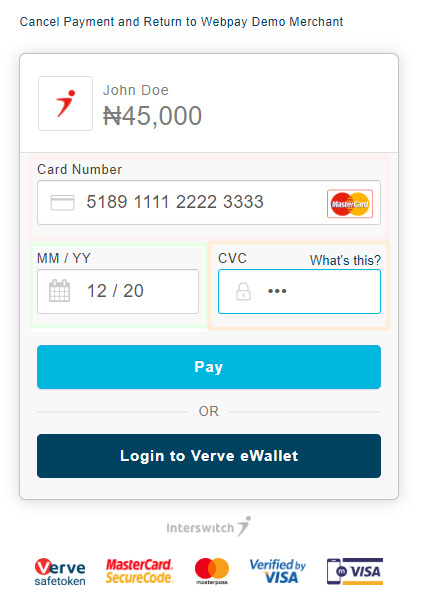 Cancel Payment and Return to Webpay Demo Merchant
John Doe
₦45,000
Card Number
5189 1111 2222 3333
MasterCard
MM / YY
CVC
What's this?
12 / 20
•••
Pay
OR
Login to Verve eWallet
Interswitch
Verve
safetoken
MasterCard.
SecureCode.
masterpass
Verified by
VISA
m VISA